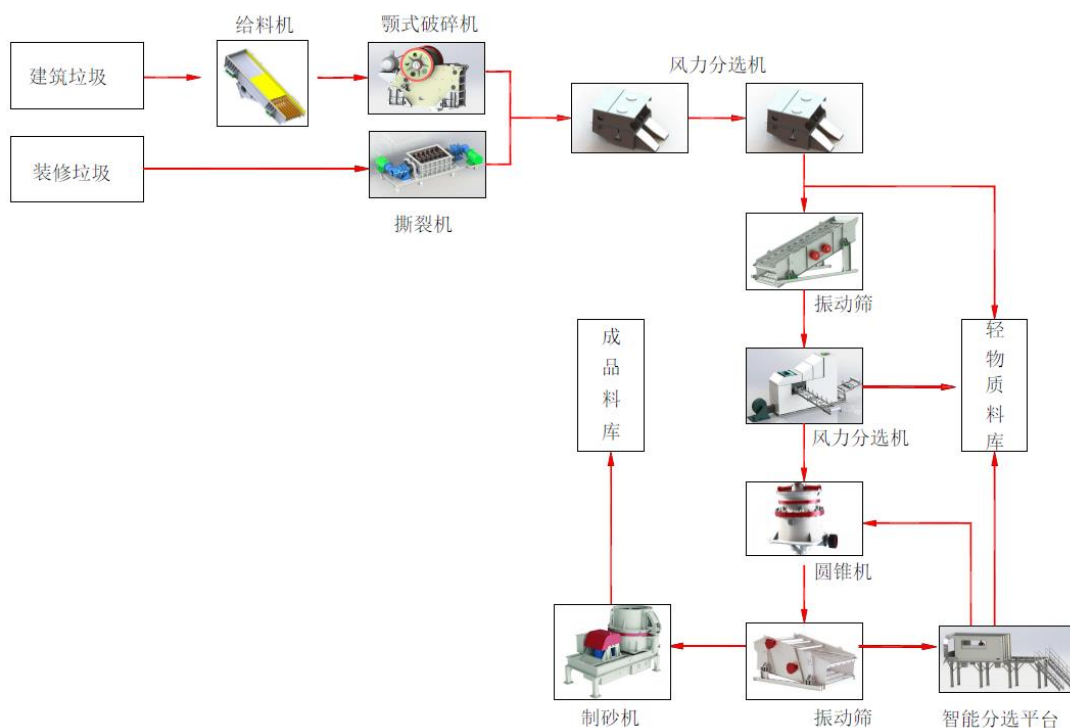 给料机
颚式破碎机
建筑垃圾
风力分选机
装修垃圾
撕裂机
振动筛
成品料库
轻物质料库
风力分选机
圆锥机
制砂机
振动筛
智能分选平台